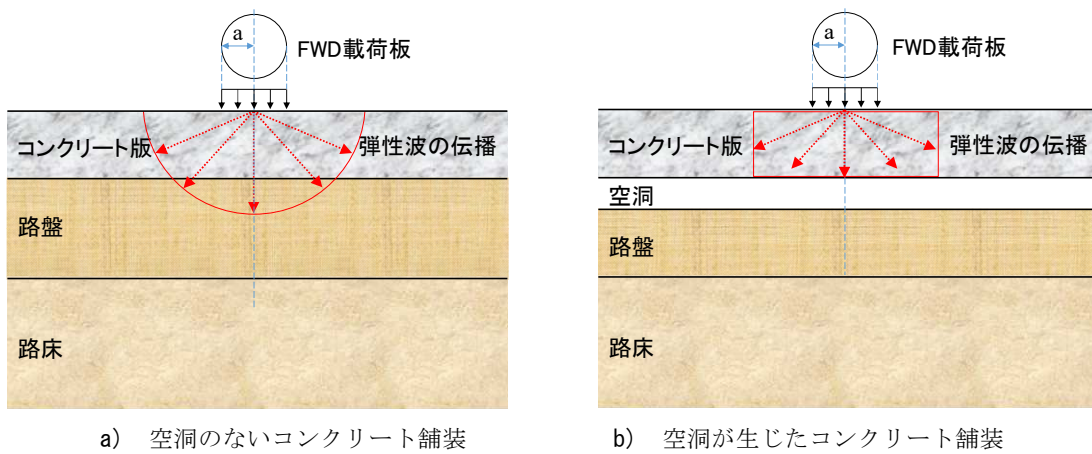 a
FWD載荷板
コンクリート版
弾性波の伝播
路盤
路床
a) 空洞のないコンクリート舗装
a
FWD載荷板
コンクリート版
弾性波の伝播
空洞
路盤
路床
b) 空洞が生じたコンクリート舗装